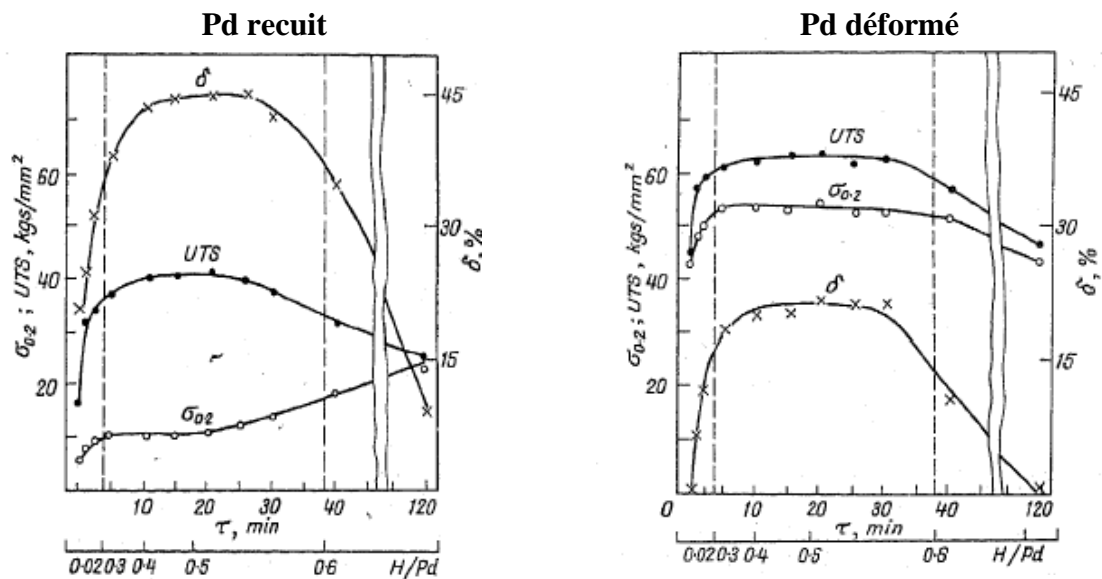 Pd recuit
δ
UTS
σ0·2
σ0·2 ; UTS, kgs/mm²
60
40
20
45
30
15
δ, %
10 20 30 40 120
τ, min
0·02 0·3 0·4 0·5 0·6 H/Pd
Pd déformé
UTS
σ0·2
δ
σ0·2 ; UTS, kgs/mm²
60
40
20
45
30
15
δ, %
0 10 20 30 40 120
τ, min
0·02 0·3 0·4 0·5 0·6 H/Pd